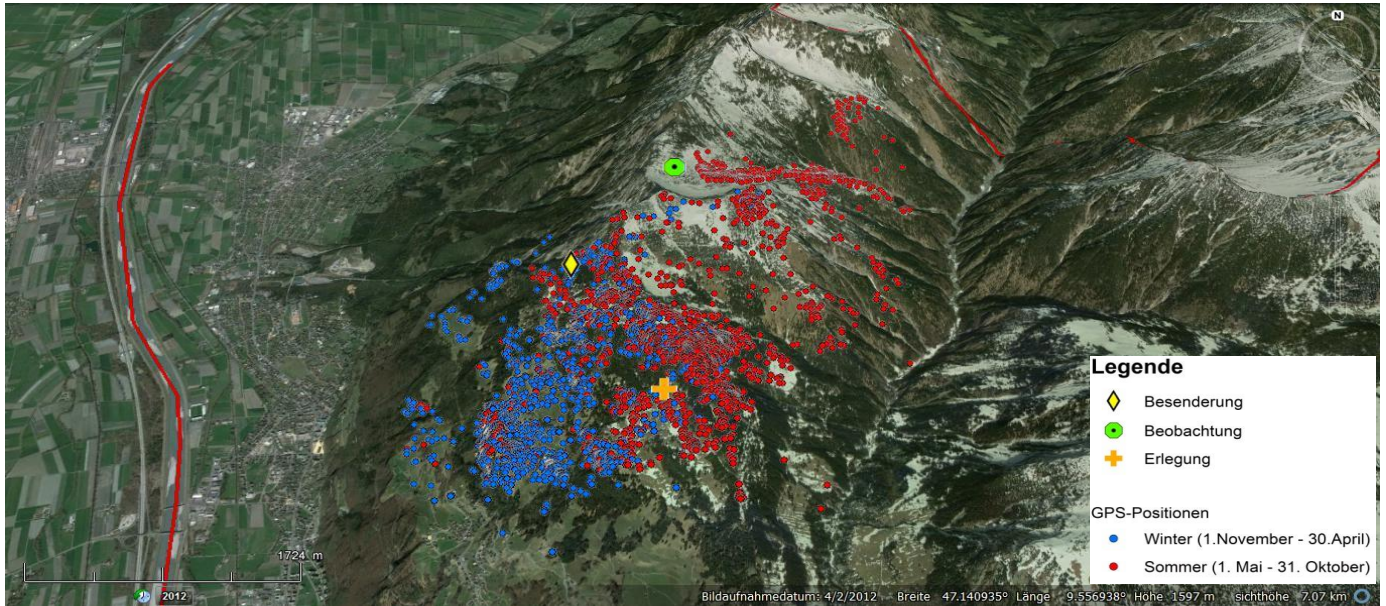 N
Legende
Besenderung
Beobachtung
Erlegung
GPS-Positionen
Winter (1.November - 30.April)
Sommer (1. Mai - 31. Oktober)
1724 m
2012
Bildaufnahmedatum: 4/2/2012 Breite 47.140935° Länge 9.556938° Höhe 1597 m sichthöhe 7.07 km